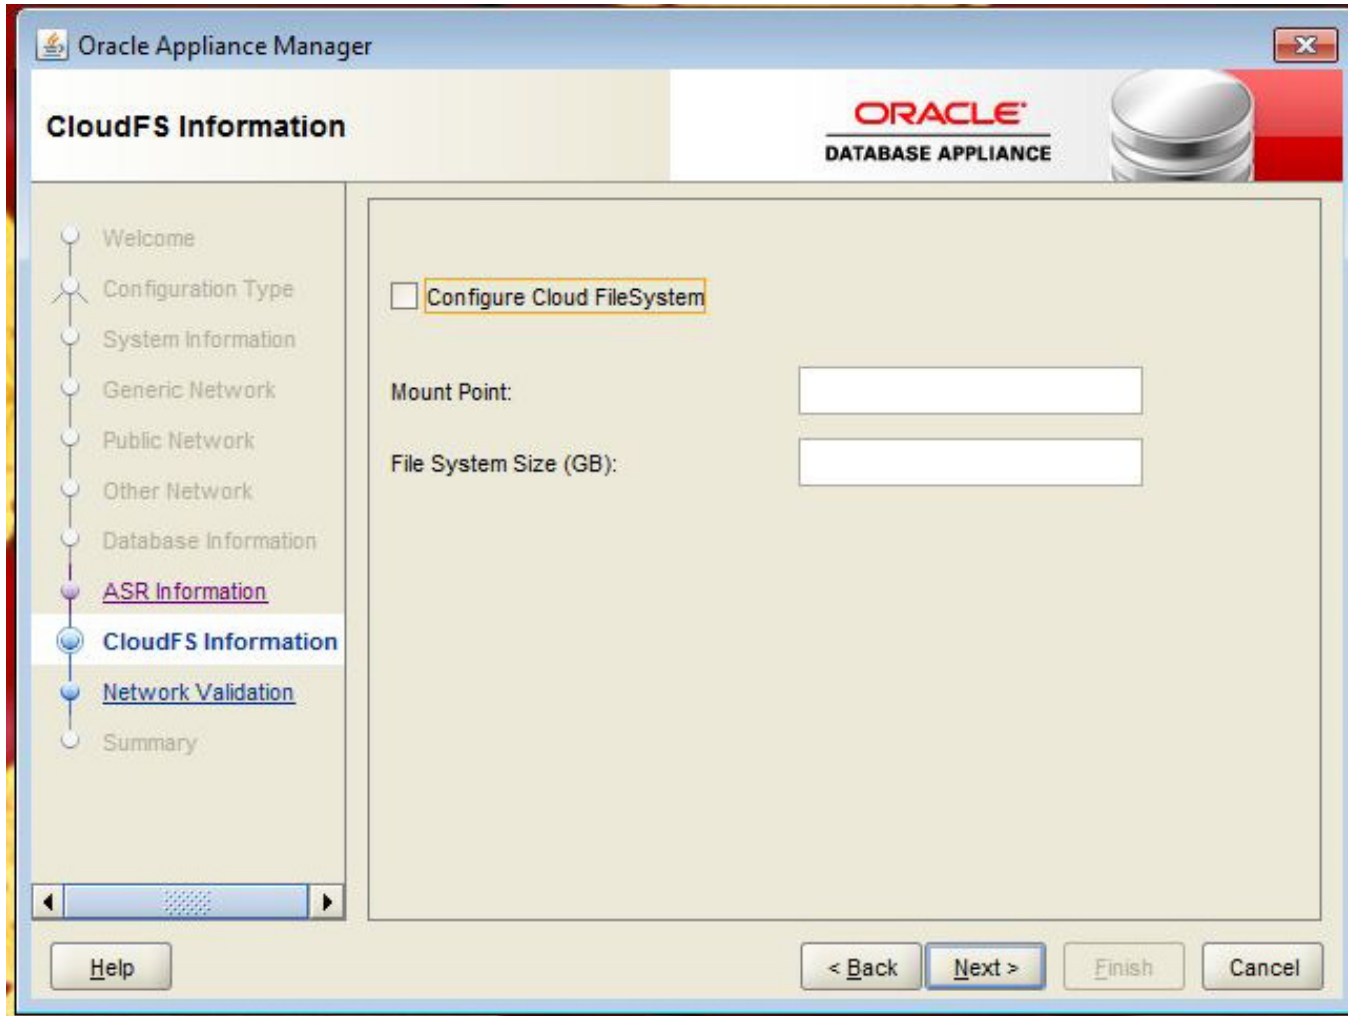 Oracle Appliance Manager
CloudFS Information
ORACLE
DATABASE APPLIANCE
Welcome
Configuration Type
System Information
Generic Network
Public Network
Other Network
Database Information
ASR Information
CloudFS Information
Network Validation
Summary
Configure Cloud FileSystem
Mount Point:
File System Size (GB):
Help
< Back
Next >
Finish
Cancel